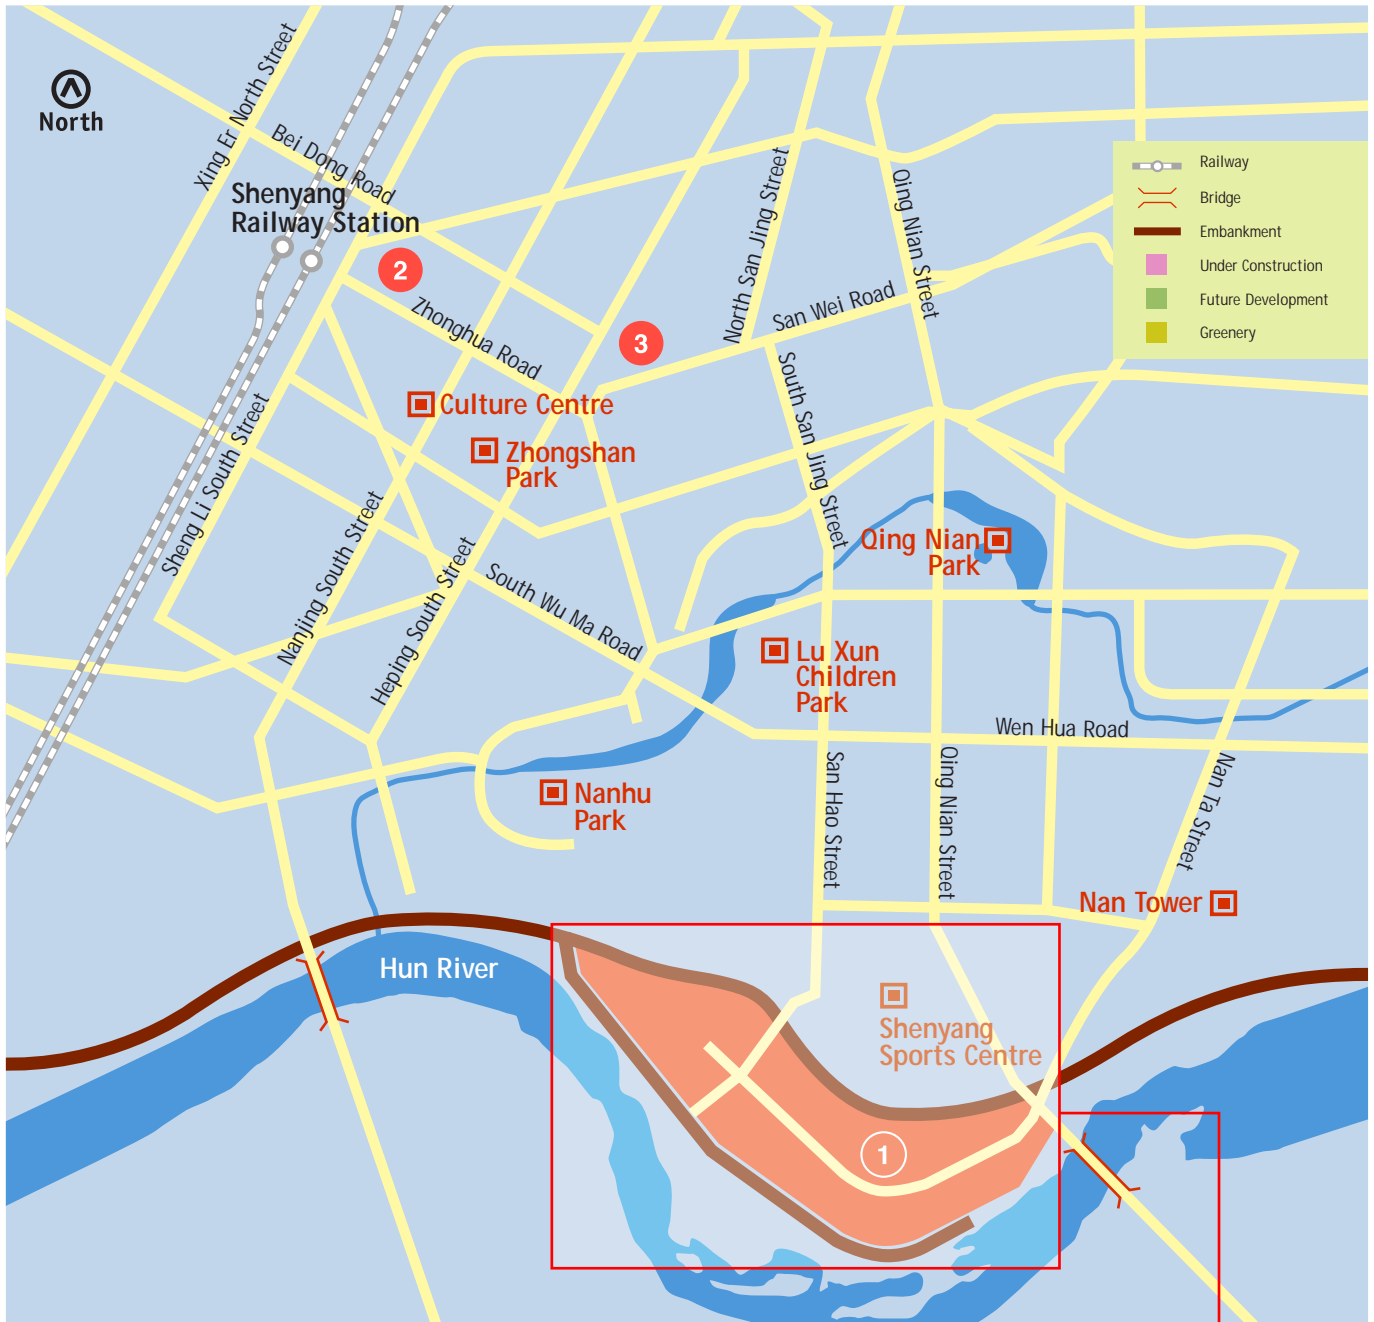 North
Xing Er North Street
Bei Dong Road
Shenyang
Railway Station
2
Zhonghua Road
3
North San Jing Street
San Wei Road
Qing Nian Street
Railway
Bridge
Embankment
Under Construction
Future Development
Greenery
Culture Centre
Zhongshan
Park
Sheng Li South Street
Nanjing South Street
Heping South Street
South Wu Ma Road
South San Jing Street
Qing Nian
Park
Lu Xun
Children
Park
Wen Hua Road
Nanhu
Park
San Hao Street
Qing Nian Street
Nan Ta Street
Nan Tower
Hun River
Shenyang
Sports Centre
1